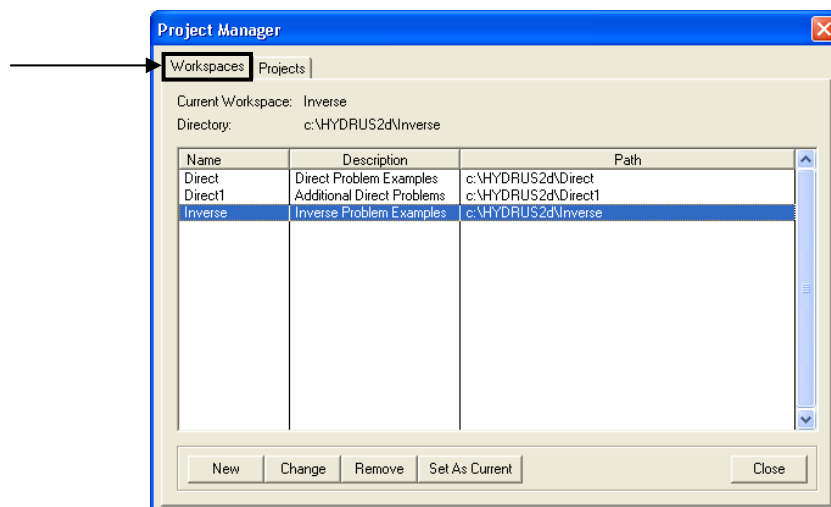 Project Manager
Workspaces Projects
Current Workspace: Inverse
Directory: c:\HYDRUS2d\Inverse
Name Description Path
Direct Direct Problem Examples c:\HYDRUS2d\Direct
Direct1 Additional Direct Problems c:\HYDRUS2d\Direct1
Inverse Inverse Problem Examples c:\HYDRUS2d\Inverse
New Change Remove Set As Current Close